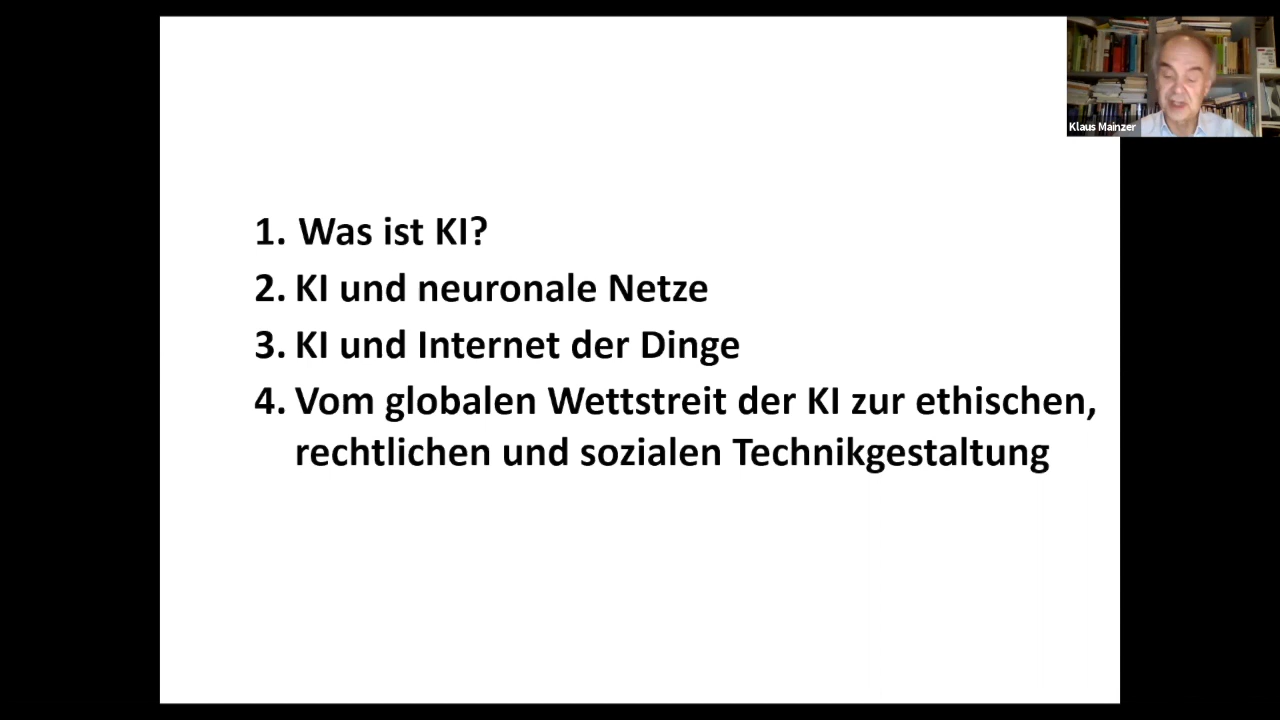 Klaus Mainzer
1. Was ist KI?
2. KI und neuronale Netze
3. KI und Internet der Dinge
4. Vom globalen Wettstreit der KI zur ethischen,
rechtlichen und sozialen Technikgestaltung